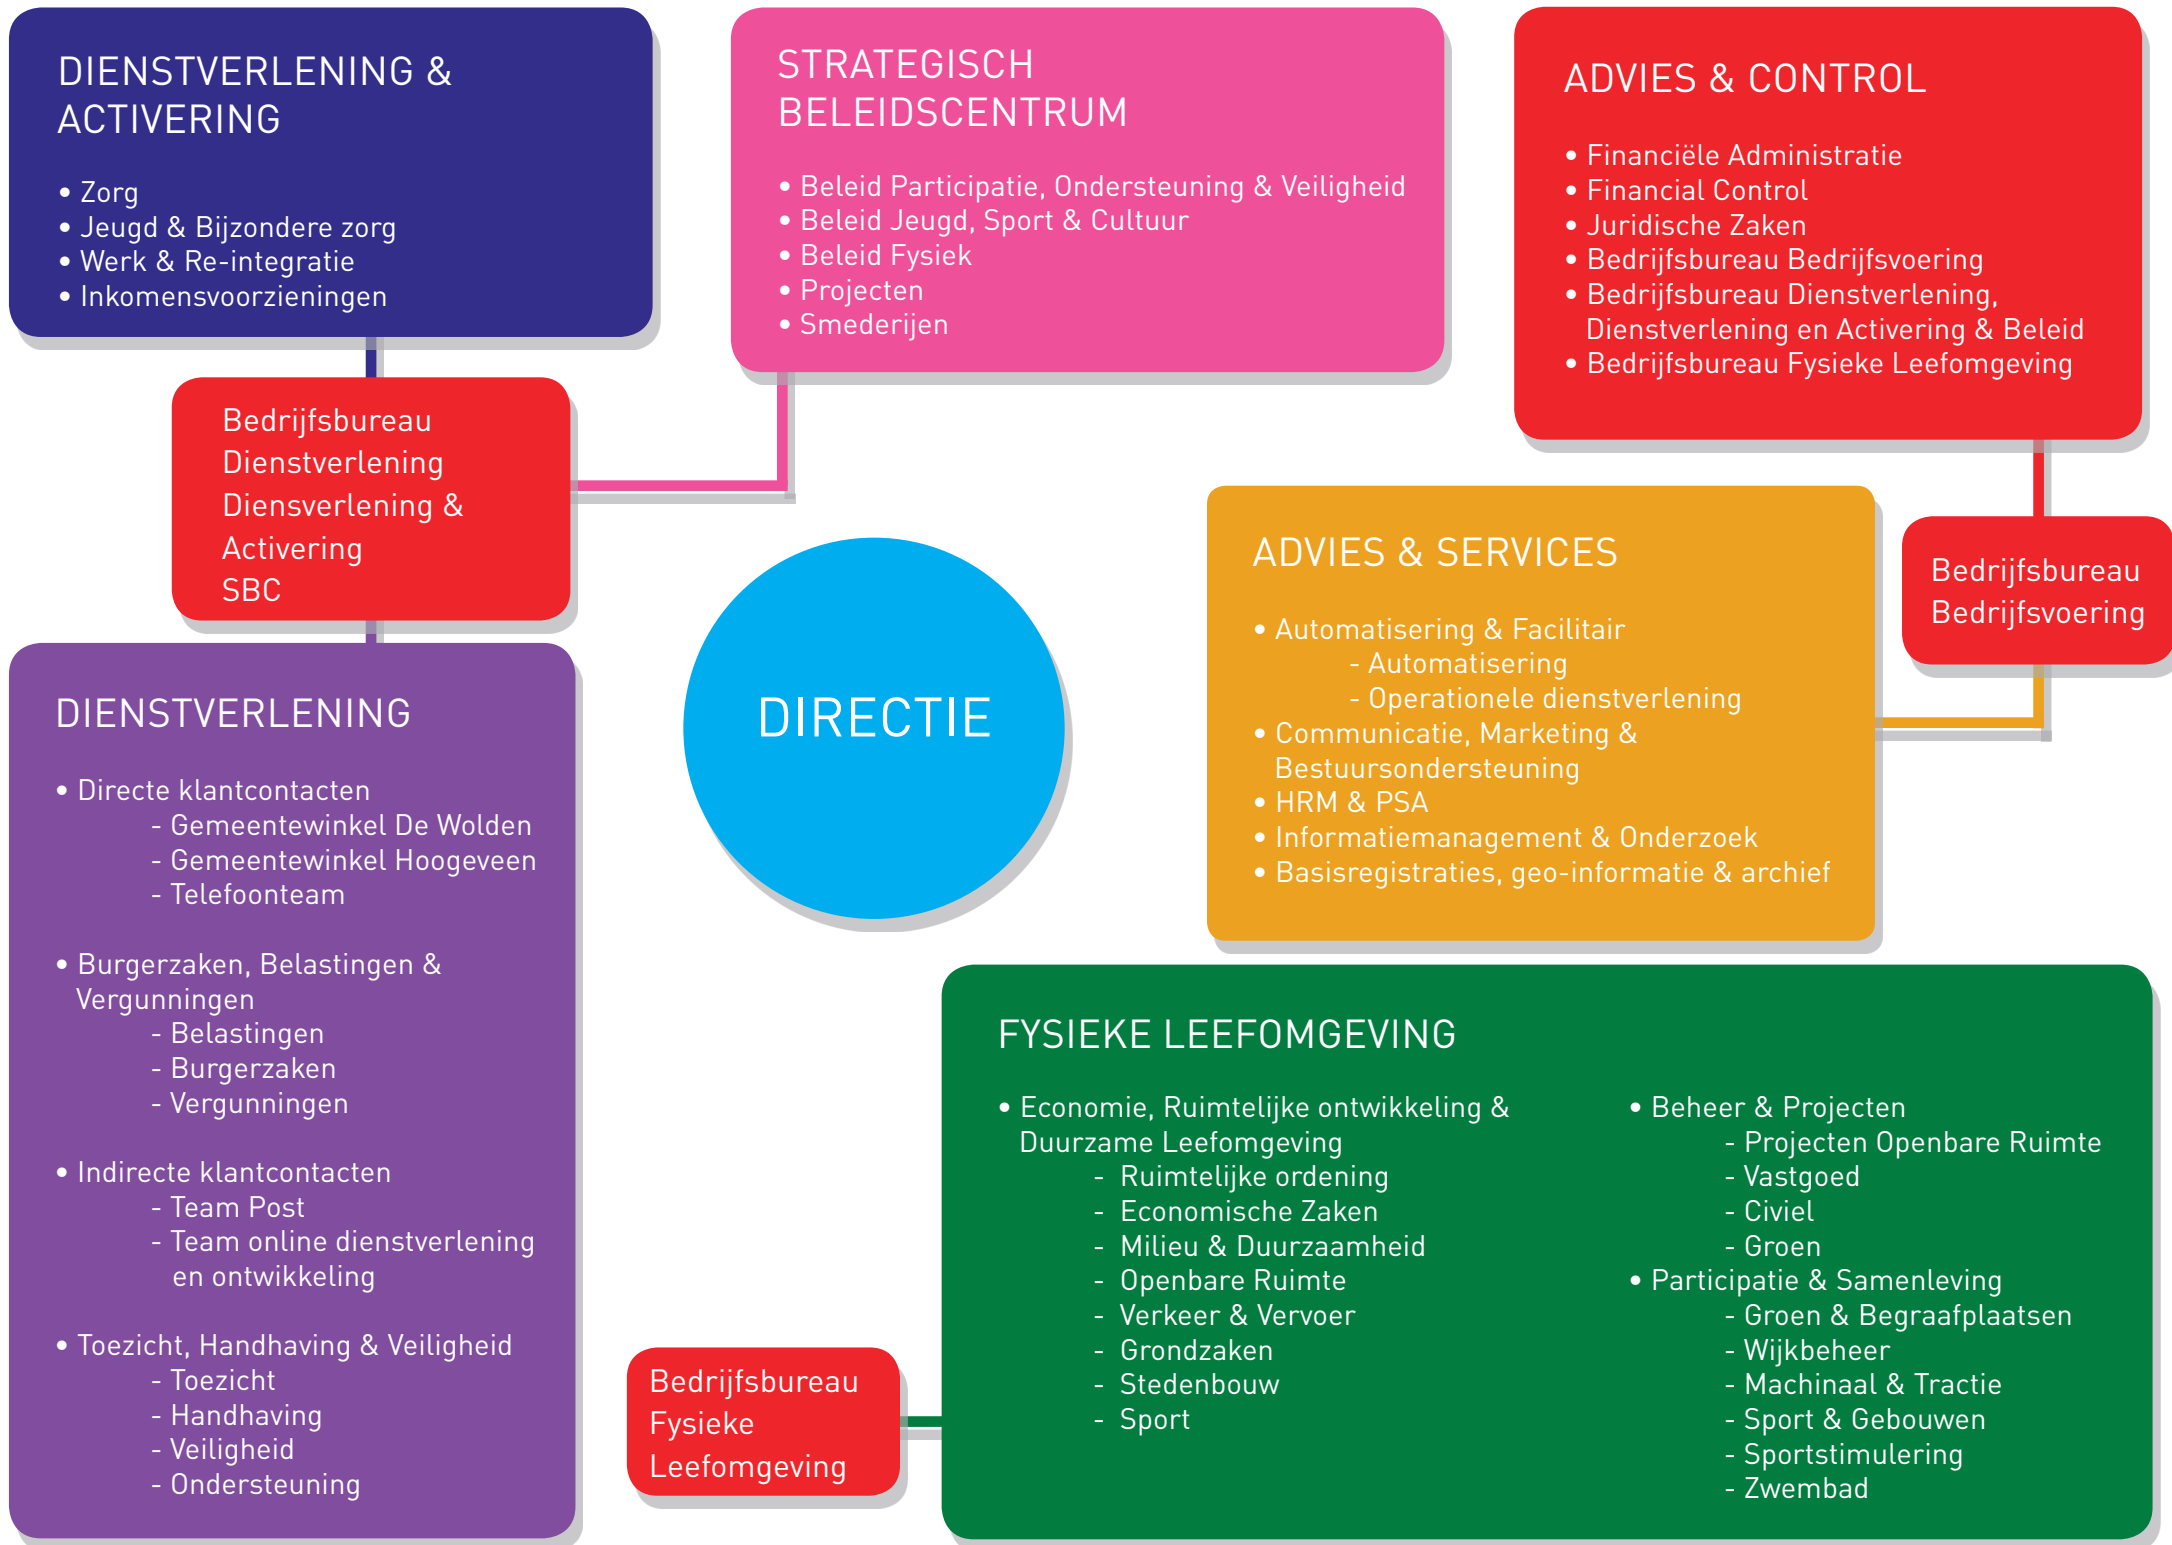 DIENSTVERLENING &
ACTIVERING
• Zorg
• Jeugd & Bijzondere zorg
• Werk & Re-integratie
• Inkomensvoorzieningen
STRATEGISCH
BELEIDSCENTRUM
• Beleid Participatie, Ondersteuning & Veiligheid
• Beleid Jeugd, Sport & Cultuur
• Beleid Fysiek
• Projecten
• Smederijen
ADVIES & CONTROL
• Financiële Administratie
• Financial Control
• Juridische Zaken
• Bedrijfsbureau Bedrijfsvoering
• Bedrijfsbureau Dienstverlening,
Dienstverlening en Activering & Beleid
• Bedrijfsbureau Fysieke Leefomgeving
Bedrijfsbureau
Dienstverlening
Diensverlening &
Activering
SBC
DIRECTIE
ADVIES & SERVICES
• Automatisering & Facilitair
- Automatisering
- Operationele dienstverlening
• Communicatie, Marketing &
Bestuursondersteuning
• HRM & PSA
• Informatiemanagement & Onderzoek
• Basisregistraties, geo-informatie & archief
Bedrijfsbureau
Bedrijfsvoering
DIENSTVERLENING
• Directe klantcontacten
- Gemeentewinkel De Wolden
- Gemeentewinkel Hoogeveen
- Telefoonteam
• Burgerzaken, Belastingen &
Vergunningen
- Belastingen
- Burgerzaken
- Vergunningen
• Indirecte klantcontacten
- Team Post
- Team online dienstverlening
en ontwikkeling
• Toezicht, Handhaving & Veiligheid
- Toezicht
- Handhaving
- Veiligheid
- Ondersteuning
Bedrijfsbureau
Fysieke
Leefomgeving
FYSIEKE LEEFOMGEVING
• Economie, Ruimtelijke ontwikkeling &
Duurzame Leefomgeving
- Ruimtelijke ordening
- Economische Zaken
- Milieu & Duurzaamheid
- Openbare Ruimte
- Verkeer & Vervoer
- Grondzaken
- Stedenbouw
- Sport
• Beheer & Projecten
- Projecten Openbare Ruimte
- Vastgoed
- Civiel
- Groen
• Participatie & Samenleving
- Groen & Begraafplaatsen
- Wijkbeheer
- Machinaal & Tractie
- Sport & Gebouwen
- Sportstimulering
- Zwembad